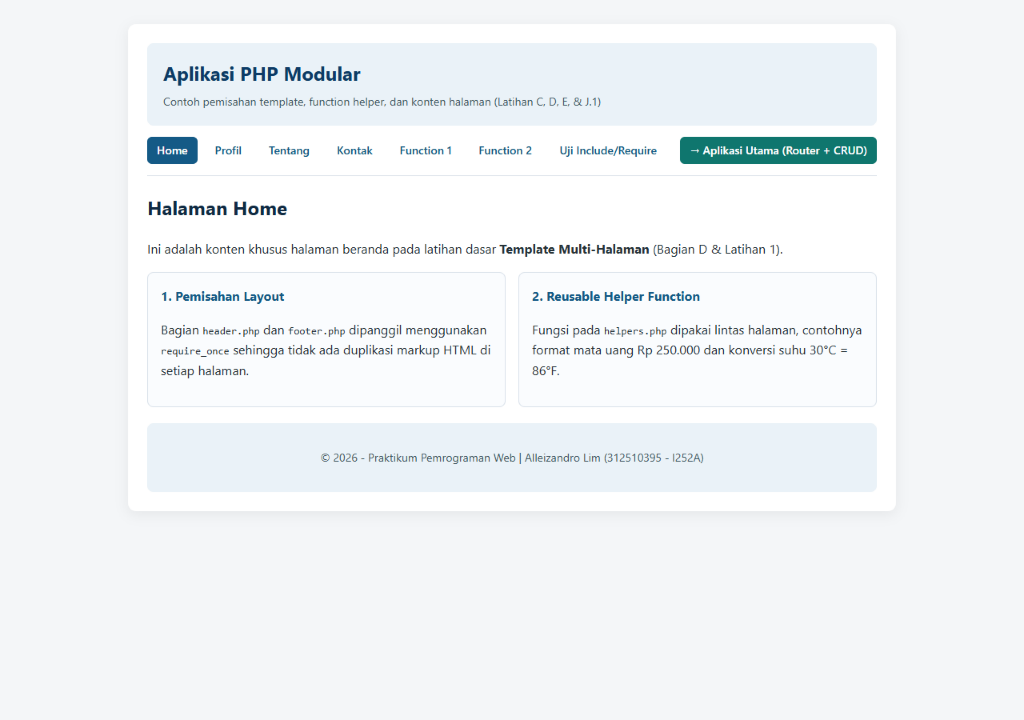 Aplikasi PHP Modular
Contoh pemisahan template, function helper, dan konten halaman (Latihan C, D, E, & J.1)
Home Profil Tentang Kontak Function 1 Function 2 Uji Include/Require → Aplikasi Utama (Router + CRUD)
Halaman Home
Ini adalah konten khusus halaman beranda pada latihan dasar Template Multi-Halaman (Bagian D & Latihan 1).
1. Pemisahan Layout
Bagian header.php dan footer.php dipanggil menggunakan
require_once sehingga tidak ada duplikasi markup HTML di
setiap halaman.
2. Reusable Helper Function
Fungsi pada helpers.php dipakai lintas halaman, contohnya
format mata uang Rp 250.000 dan konversi suhu 30°C =
86°F.
© 2026 - Praktikum Pemrograman Web | Alleizandro Lim (312510395 - I252A)